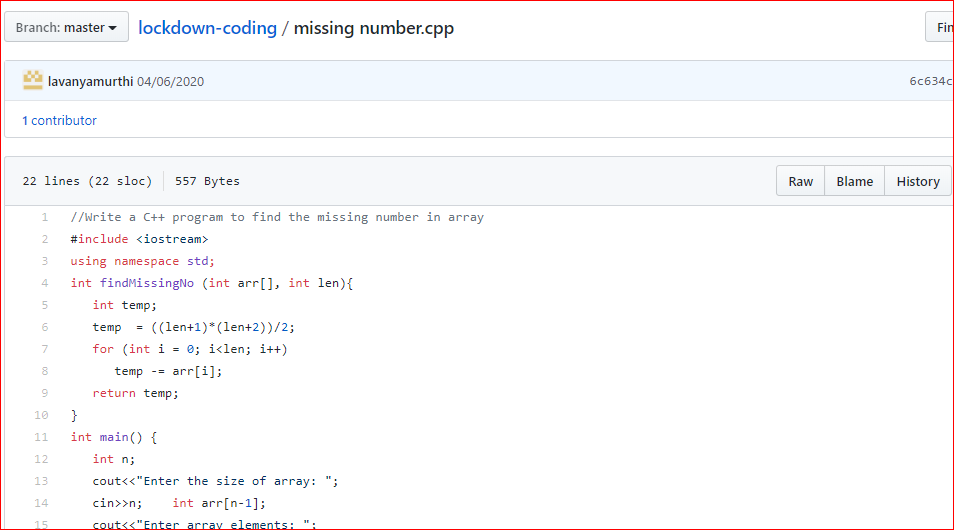 Branch: master lockdown-coding / missing number.cpp
lavanyamurthi 04/06/2020 6c634c
1 contributor
22 lines (22 sloc) 557 Bytes Raw Blame History
1 //Write a C++ program to find the missing number in array
2 #include <iostream>
3 using namespace std;
4 int findMissingNo (int arr[], int len){
5 int temp;
6 temp  = ((len+1)*(len+2))/2;
7 for (int i = 0; i<len; i++)
8 temp -= arr[i];
9 return temp;
10 }
11 int main() {
12 int n;
13 cout<<"Enter the size of array: ";
14 cin>>n;    int arr[n-1];
15 cout<<"Enter array elements: ";